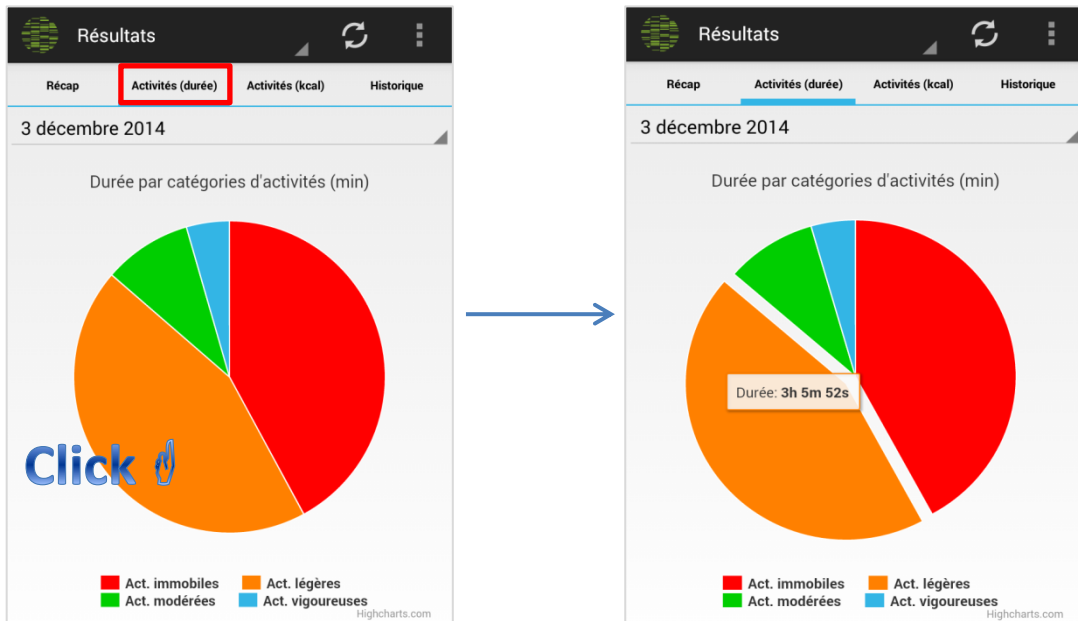 Résultats
Récap Activités (durée) Activités (kcal) Historique
3 décembre 2014
Durée par catégories d'activités (min)
Click
Act. immobiles Act. légères
Act. modérées Act. vigoureuses
Highcharts.com
Résultats
Récap Activités (durée) Activités (kcal) Historique
3 décembre 2014
Durée par catégories d'activités (min)
Durée: 3h 5m 52s
Act. immobiles Act. légères
Act. modérées Act. vigoureuses
Highcharts.com